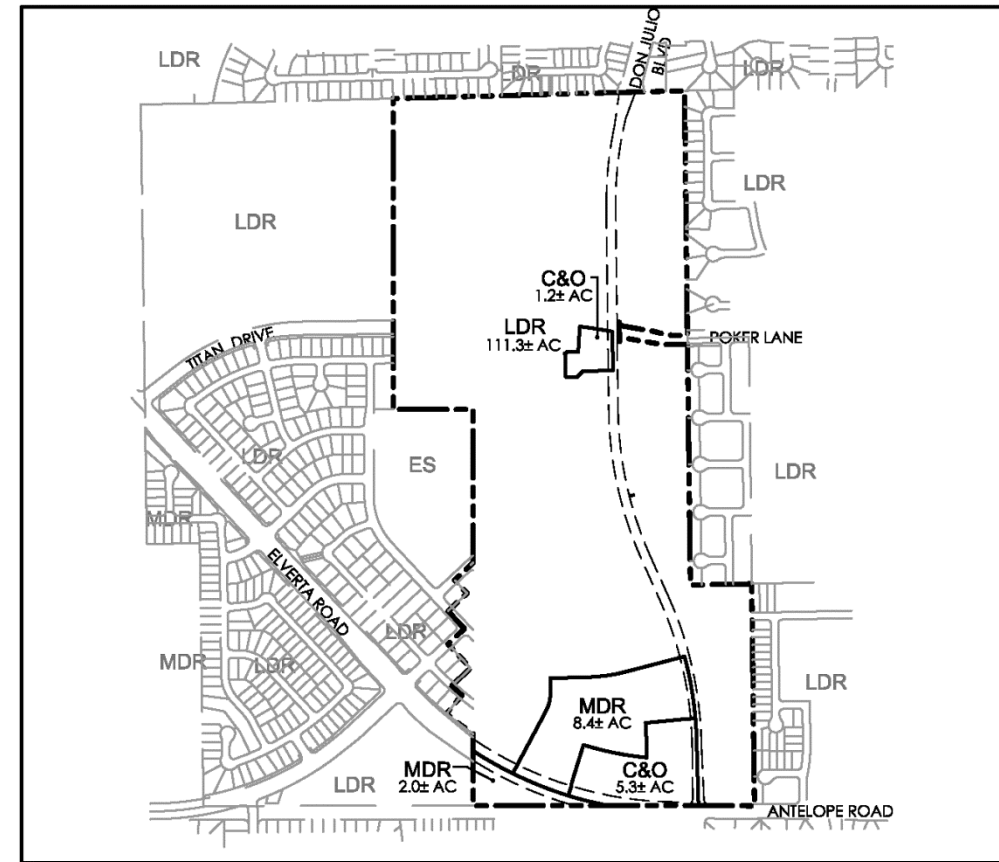 DON JULIO
BLVD
LDR
LDR
LDR
LDR
LDR
C&O
1.2± AC
LDR
111.3± AC
POKER LANE
TITAN DRIVE
LDR
ES
LDR
MDR
ELVERTA ROAD
LDR
MDR
LDR
LDR
MDR
8.4± AC
MDR
2.0± AC
C&O
5.3± AC
LDR
ANTELOPE ROAD